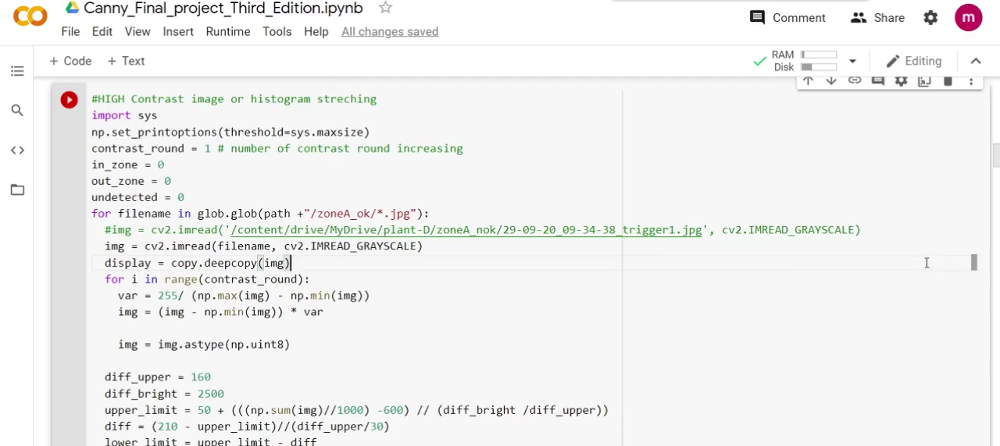 Canny_Final_project_Third_Edition.ipynb
Comment Share m
File Edit View Insert Runtime Tools Help All changes saved
+ Code + Text RAM Disk Editing
#HIGH Contrast image or histogram streching
import sys
np.set_printoptions(threshold=sys.maxsize)
contrast_round = 1 # number of contrast round increasing
in_zone = 0
out_zone = 0
undetected = 0
for filename in glob.glob(path +"/zoneA_ok/*.jpg"):
#img = cv2.imread('/content/drive/MyDrive/plant-D/zoneA_nok/29-09-20_09-34-38_trigger1.jpg', cv2.IMREAD_GRAYSCALE)
img = cv2.imread(filename, cv2.IMREAD_GRAYSCALE)
display = copy.deepcopy(img)
for i in range(contrast_round):
var = 255/ (np.max(img) - np.min(img))
img = (img - np.min(img)) * var
img = img.astype(np.uint8)
diff_upper = 160
diff_bright = 2500
upper_limit = 50 + (((np.sum(img)//1000) -600) // (diff_bright /diff_upper))
diff = (210 - upper_limit)//(diff_upper/30)
lower_limit = upper_limit - diff